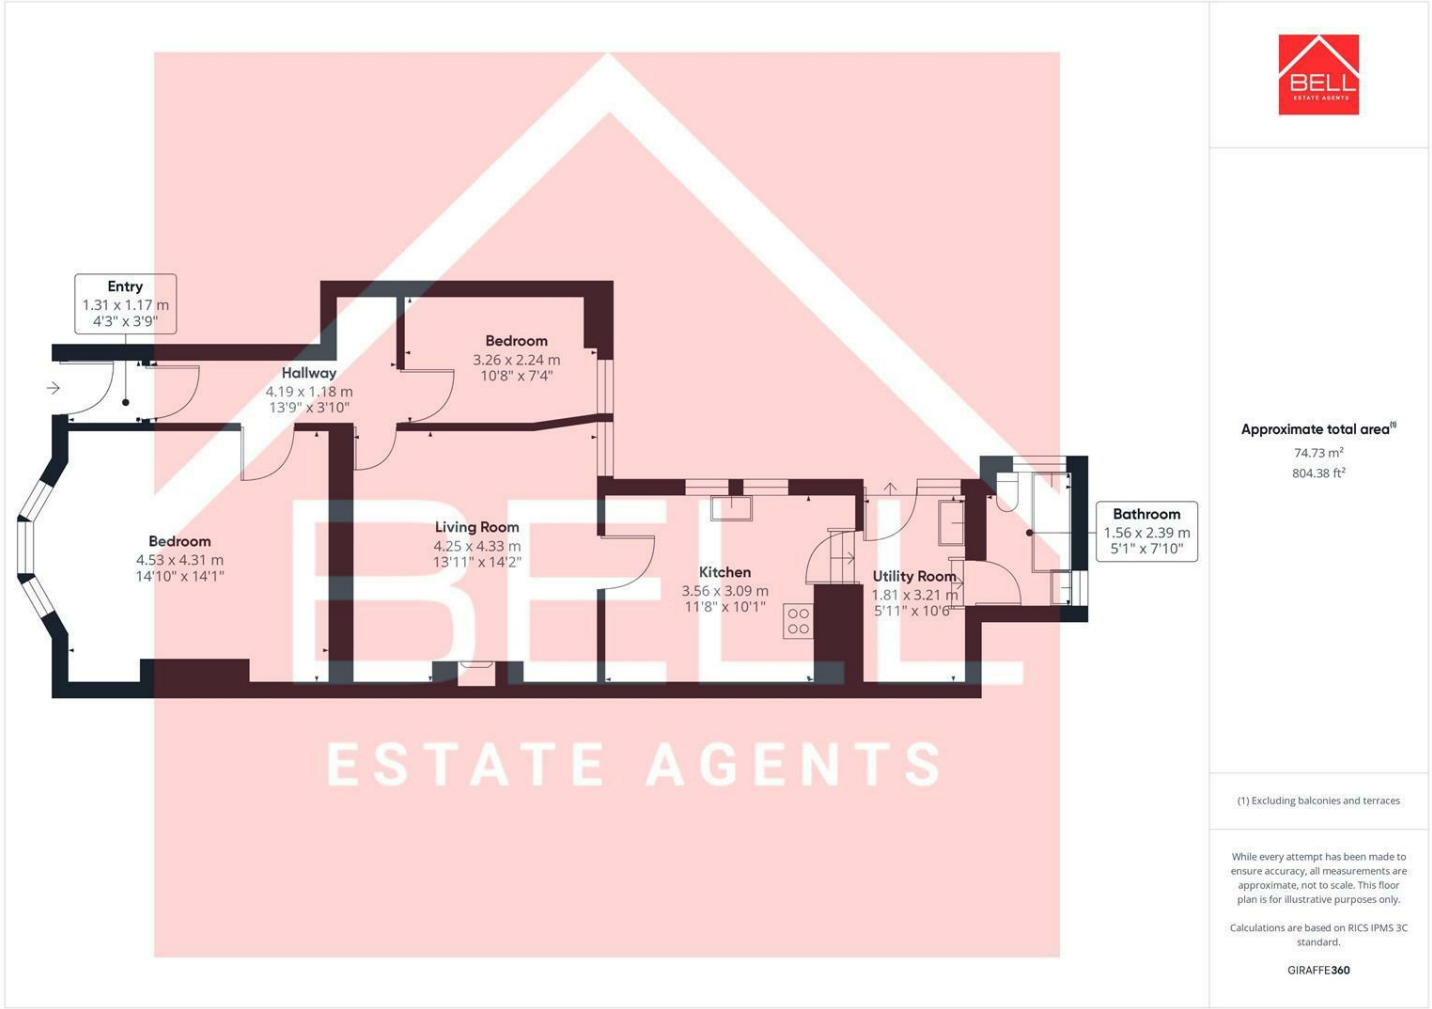 BELL
ESTATE AGENTS
Entry
1.31 x 1.17 m
4'3" x 3'9"
Hallway
4.19 x 1.18 m
13'9" x 3'10"
Bedroom
3.26 x 2.24 m
10'8" x 7'4"
Bedroom
4.53 x 4.31 m
14'10" x 14'1"
Living Room
4.25 x 4.33 m
13'11" x 14'2"
Kitchen
3.56 x 3.09 m
11'8" x 10'1"
Utility Room
1.81 x 3.21 m
5'11" x 10'6
Bathroom
1.56 x 2.39 m
5'1" x 7'10"
BELL
ESTATE AGENTS
Approximate total area(1)
74.73 m²
804.38 ft²
(1) Excluding balconies and terraces
While every attempt has been made to
ensure accuracy, all measurements are
approximate, not to scale. This floor
plan is for illustrative purposes only.
Calculations are based on RICS IPMS 3C
standard.
GIRAFFE360